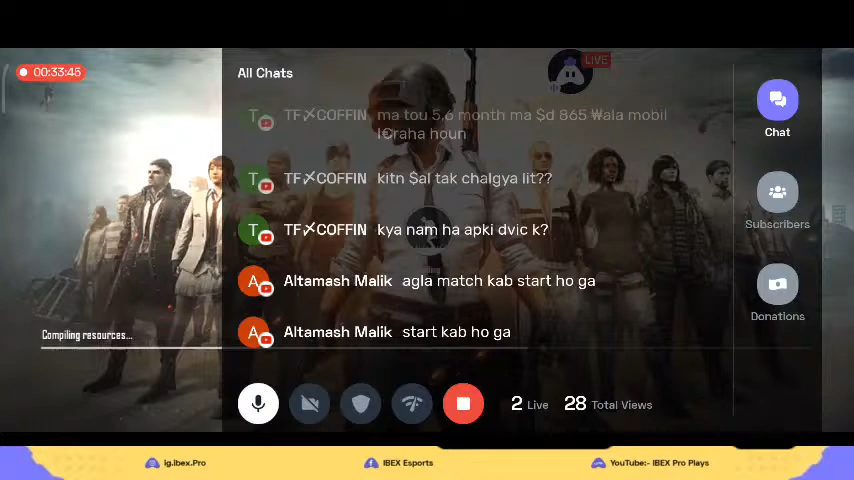 00:33:45
All Chats
LIVE
T TF〆COFFIN ma tou 5.6 month ma $d 865 ₩ala mobil
l€raha houn
T TF〆COFFIN kitn $al tak chalgya lit??
T TF〆COFFIN kya nam ha apki dvic k?
A Altamash Malik agla match kab start ho ga
A Altamash Malik start kab ho ga
Chat
Subscribers
Donations
Compiling resources...
2 Live 28 Total Views
ig.ibex.Pro IBEX Esports YouTube:- IBEX Pro Plays